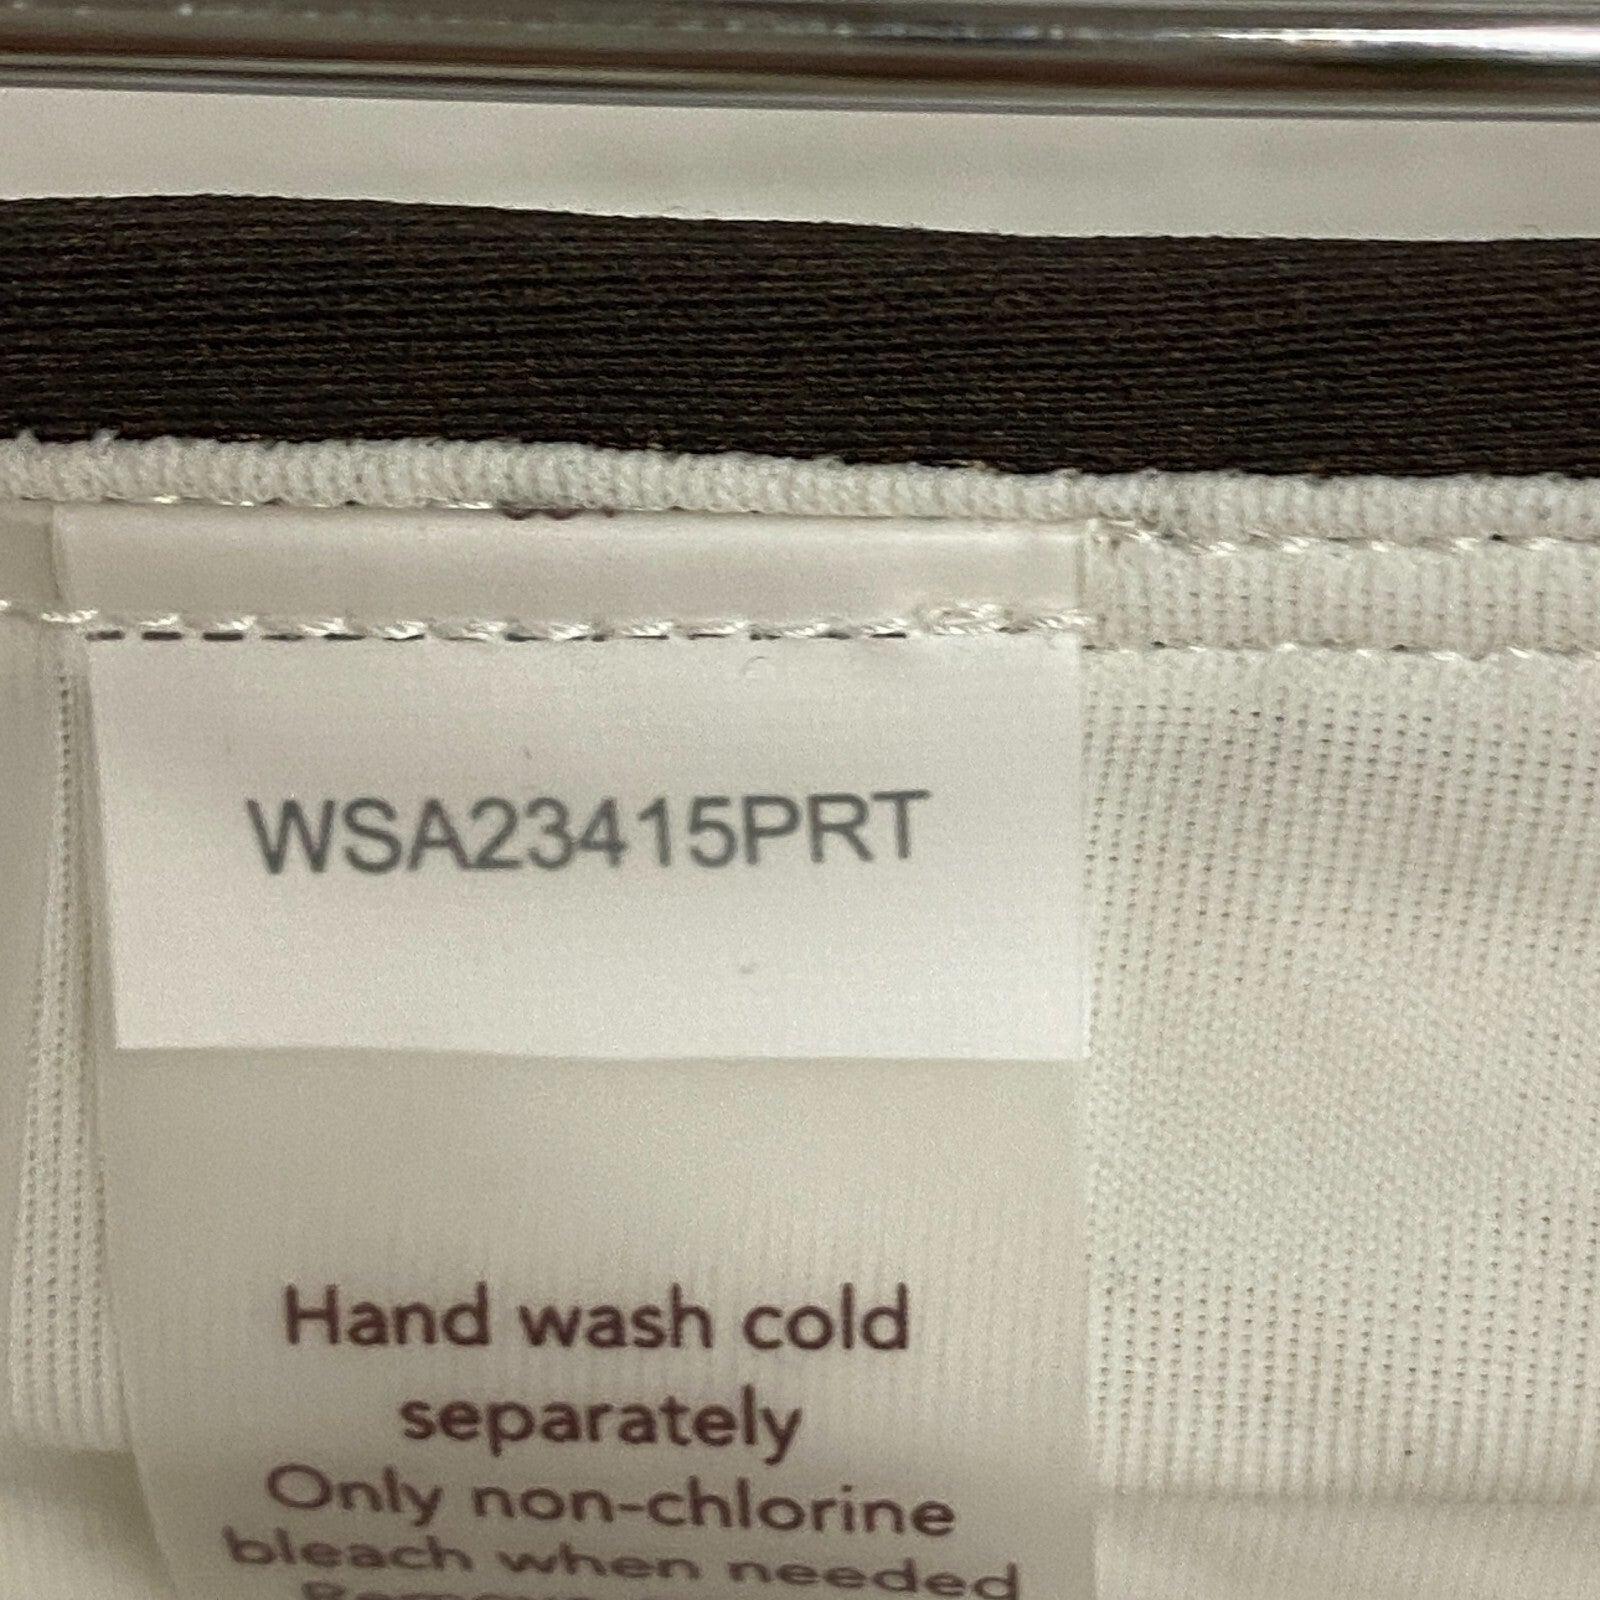 WSA23415PRT
Hand wash cold
separately
Only non-chlorine
bleach when needed